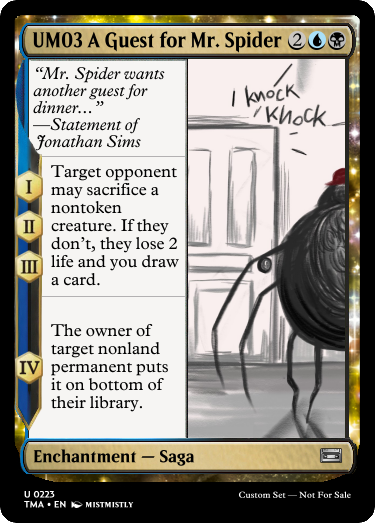 UM03 A Guest for Mr. Spider 2
“Mr. Spider wants
another guest for
dinner…”
—Statement of
Jonathan Sims
I KNOCK
KNOCK
I
II
III
Target opponent
may sacrifice a
nontoken
creature. If they
don’t, they lose 2
life and you draw
a card.
IV
The owner of
target nonland
permanent puts
it on bottom of
their library.
Enchantment — Saga
U 0223
TMA • EN MISTMISTLY
Custom Set — Not For Sale